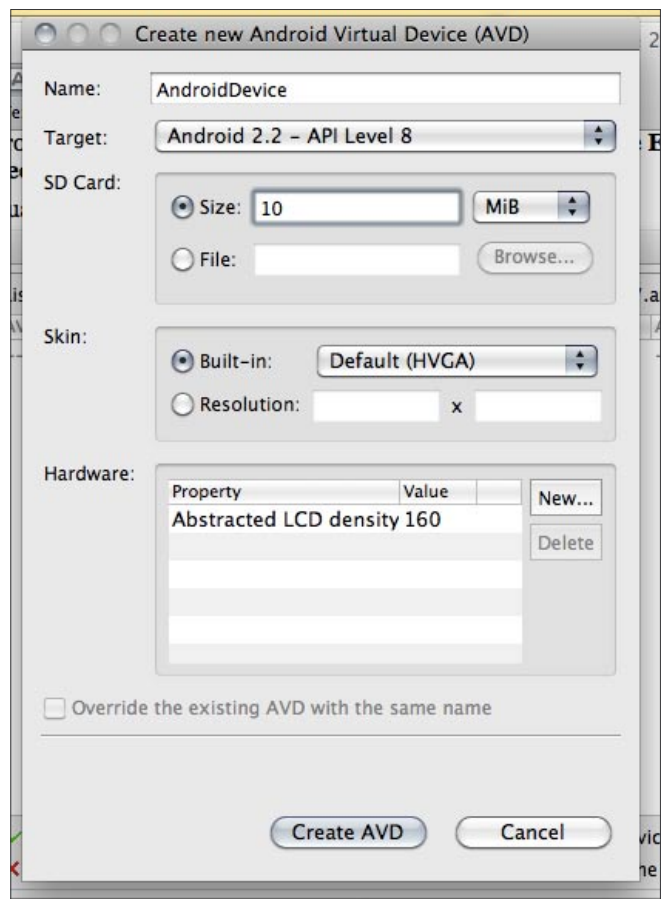 Create new Android Virtual Device (AVD)
Name: AndroidDevice
Target: Android 2.2 – API Level 8
SD Card:
Size: 10 MiB
File: Browse...
Skin:
Built-in: Default (HVGA)
Resolution: x
Hardware:
Property Value
Abstracted LCD density 160
New...
Delete
Override the existing AVD with the same name
Create AVD Cancel